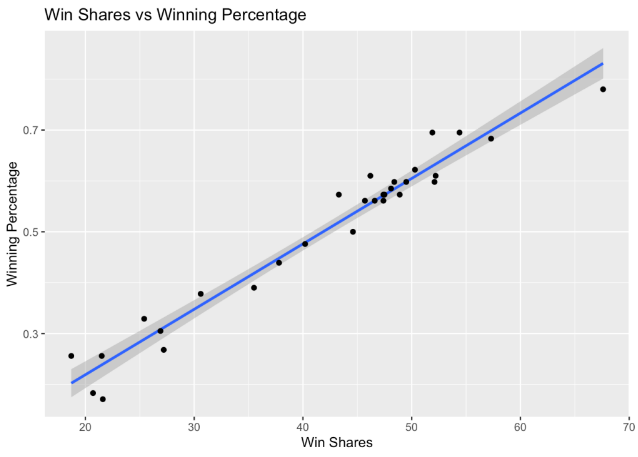 Win Shares vs Winning Percentage
Winning Percentage
0.7
0.5
0.3
20 30 40 50 60 70
Win Shares